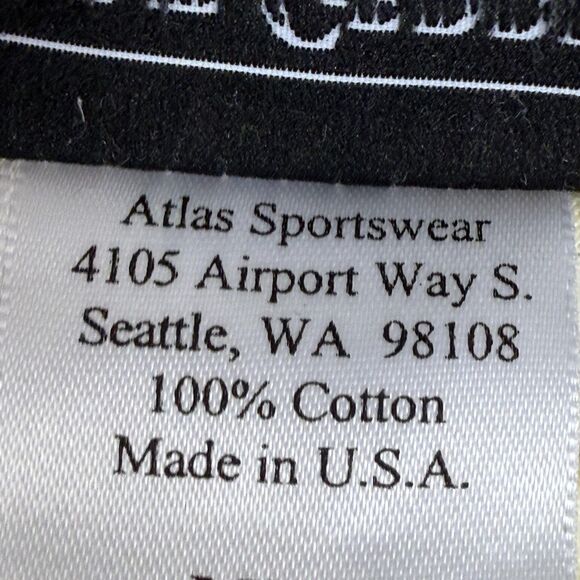 Atlas Sportswear
4105 Airport Way S.
Seattle, WA 98108
100% Cotton
Made in U.S.A.